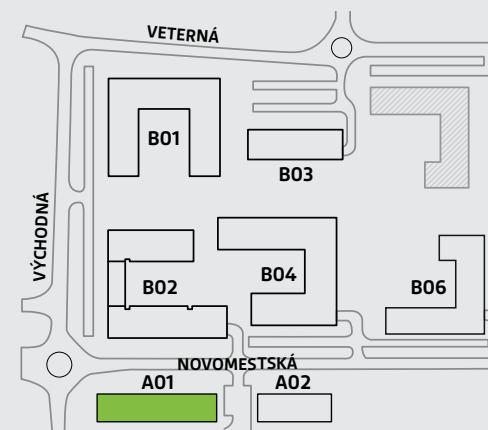 VETERNÁ
B01
B03
VÝCHODNÁ
B02
B04
B06
NOVOMESTSKÁ
A01
A02